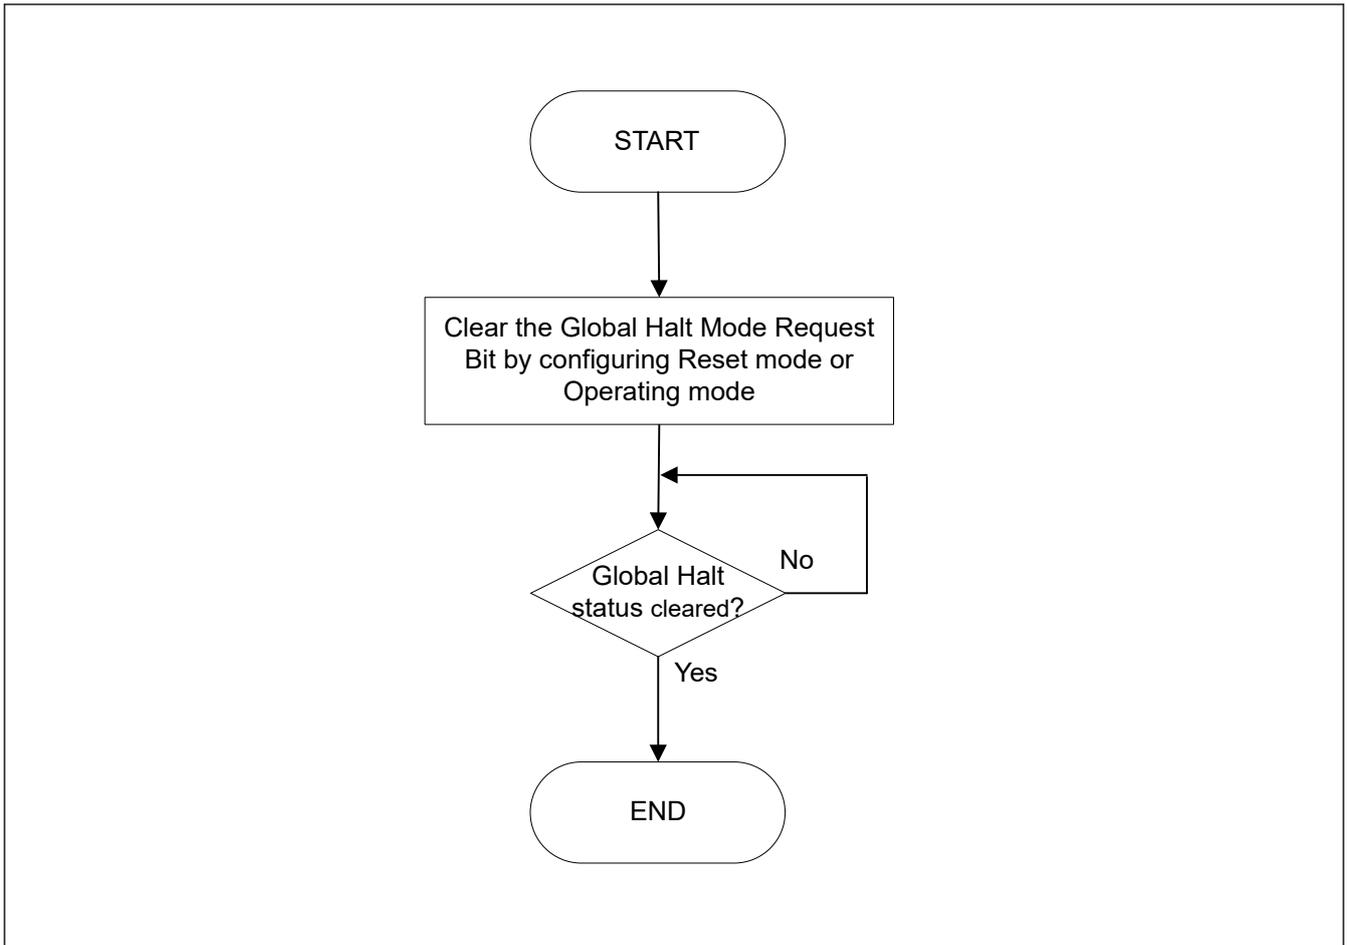 START
Clear the Global Halt Mode Request
Bit by configuring Reset mode or
Operating mode
No
Global Halt
status cleared?
Yes
END